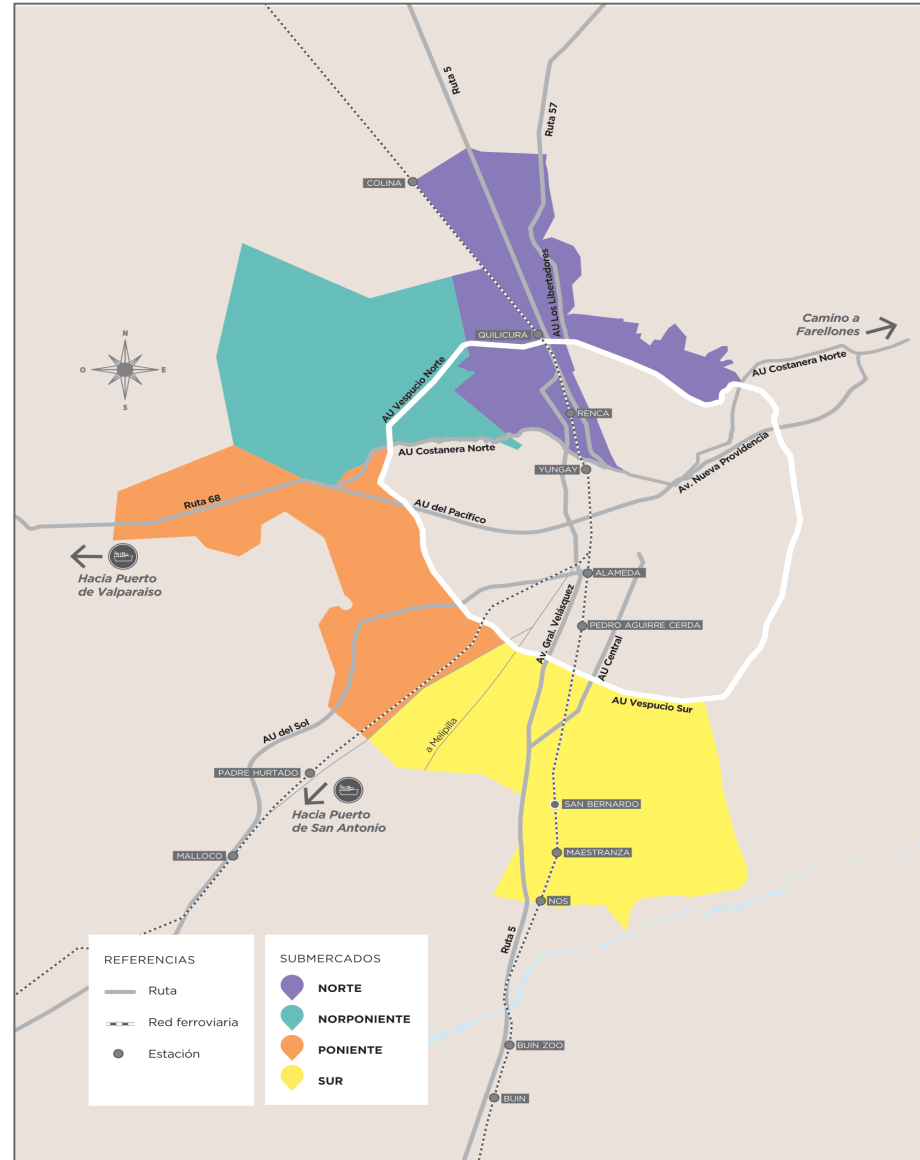 Ruta 5
Ruta 57
COLINA
AU Los Libertadores
Camino a
Farellones
QUILICURA
N
O
E
S
AU Costanera Norte
AU Vespucio Norte
RENCA
AU Costanera Norte
YUNGAY
Av. Nueva Providencia
Ruta 68
AU del Pacífico
Hacia Puerto
de Valparaiso
ALAMEDA
Av. Gral. Velásquez
PEDRO AGUIRRE CERDA
AU Central
AU Vespucio Sur
AU del Sol
a Melipilla
PADRE HURTADO
Hacia Puerto
de San Antonio
SAN BERNARDO
MALLOCO
MAESTRANZA
NOS
Ruta 5
REFERENCIAS
Ruta
Red ferroviaria
Estación
SUBMERCADOS
NORTE
NORPONIENTE
PONIENTE
SUR
BUIN ZOO
BUIN